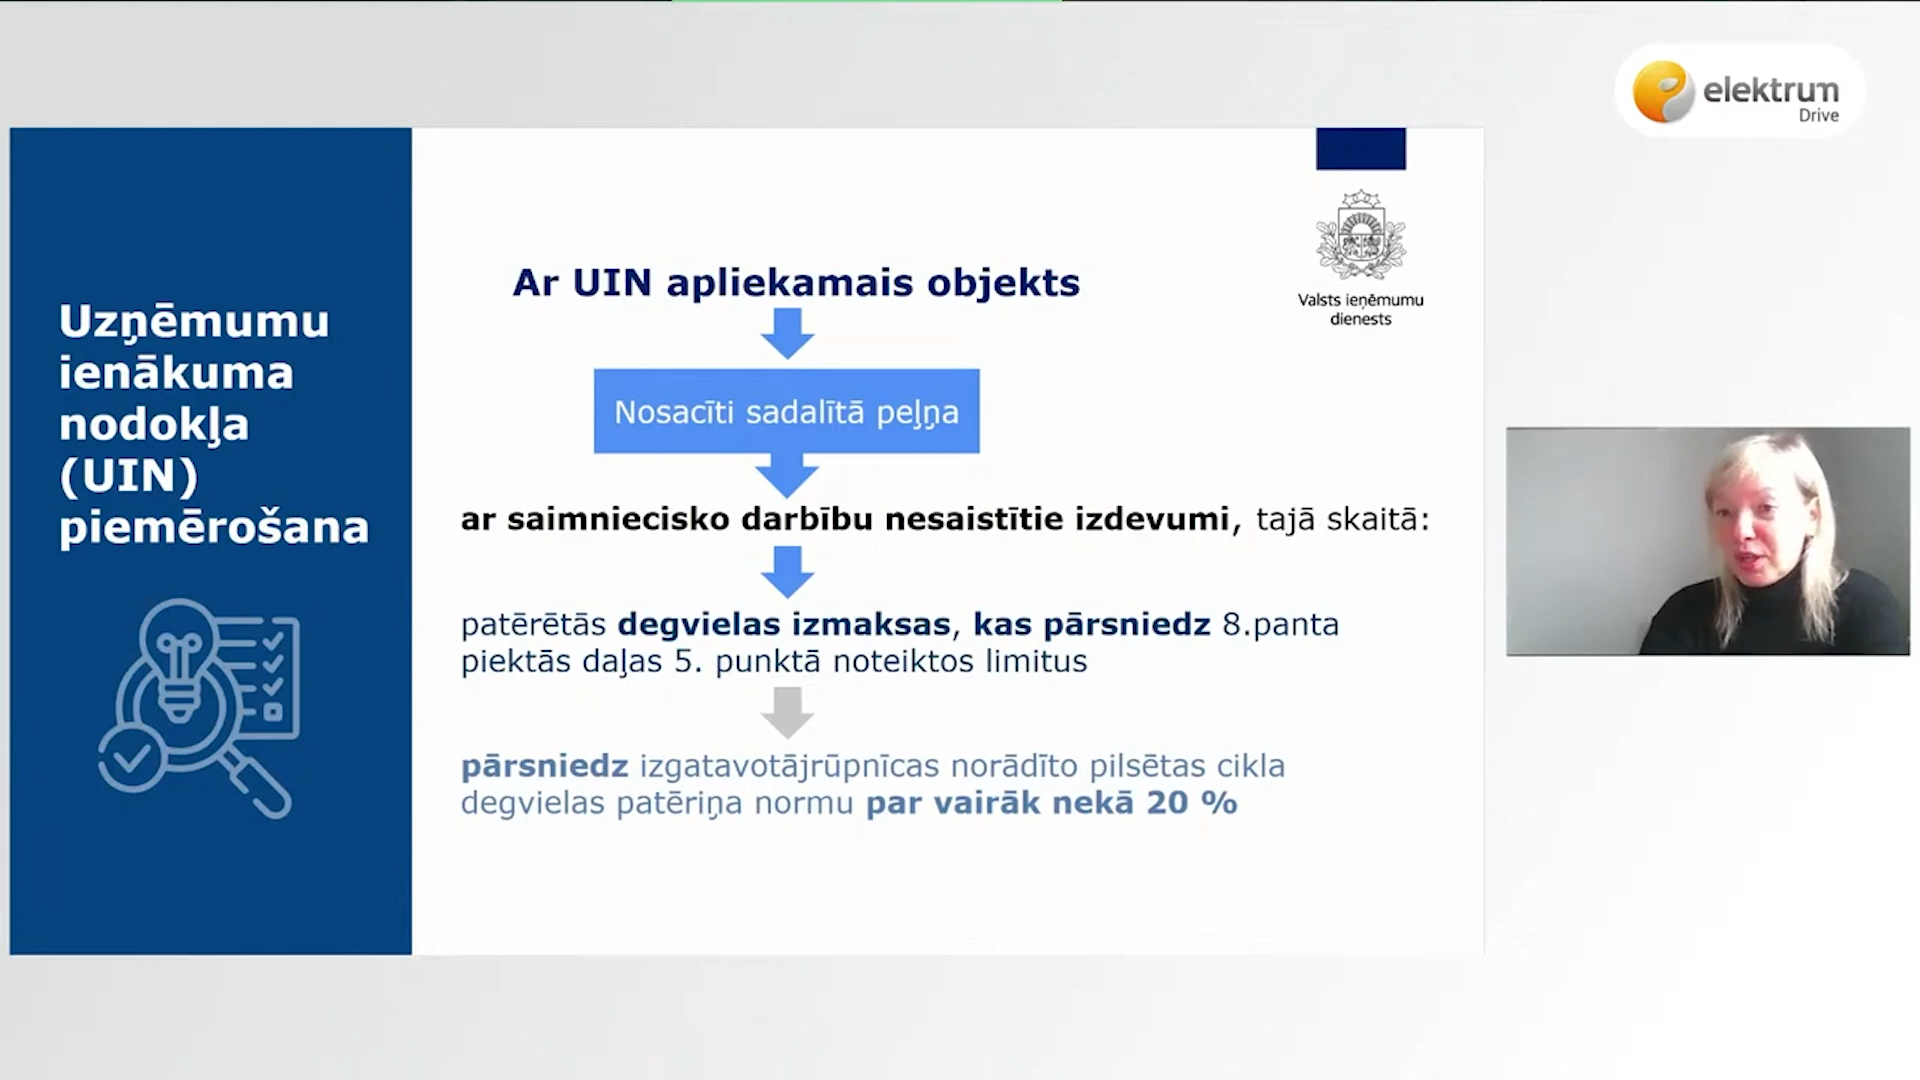 elektrum
Drive
Uzņēmumu
ienākuma
nodokļa
(UIN)
piemērošana
Valsts ieņēmumu
dienests
Ar UIN apliekamais objekts
Nosacīti sadalītā peļņa
ar saimniecisko darbību nesaistītie izdevumi, tajā skaitā:
patērētās degvielas izmaksas, kas pārsniedz 8.panta
piektās daļas 5. punktā noteiktos limitus
pārsniedz izgatavotājrūpnīcas norādīto pilsētas cikla
degvielas patēriņa normu par vairāk nekā 20 %